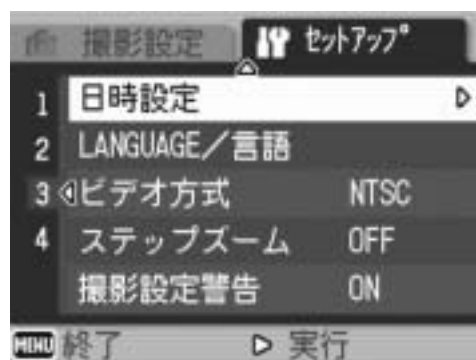 撮影設定 セットアップ
1 日時設定
2 LANGUAGE／言語
3 ビデオ方式 NTSC
4 ステップズーム OFF
撮影設定警告 ON
MENU 終了 実行